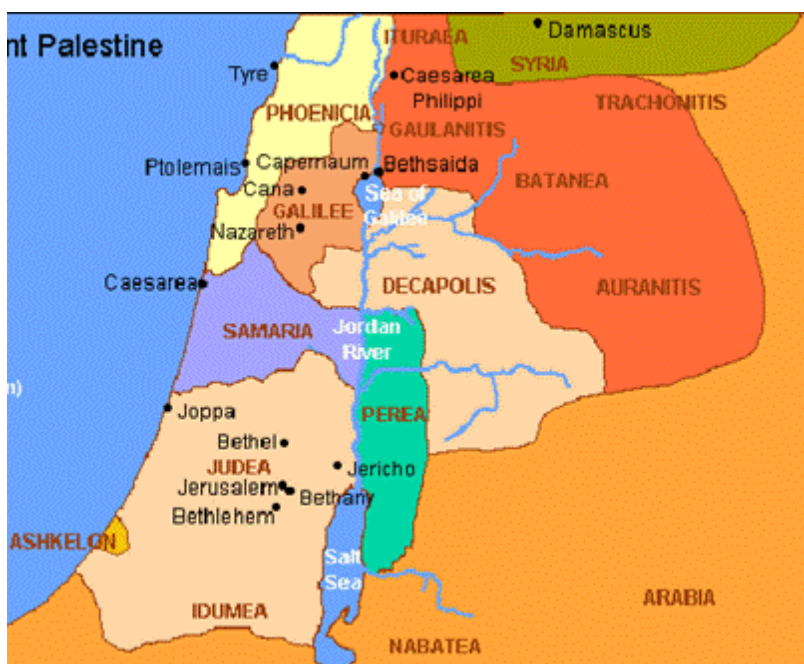 nt Palestine
ITURAEA
Damascus
SYRIA
Tyre
Caesarea
Philippi
TRACHONITIS
PHOENICIA
GAULANITIS
Ptolemais
Capernaum
Bethsaida
BATANEA
Cana
Sea of
Galilee
GALILEE
Nazareth
Caesarea
DECAPOLIS
AURANITIS
SAMARIA
Jordan
River
n)
Joppa
PEREA
Bethel
JUDEA
Jericho
Jerusalem
Bethany
Bethlehem
ASHKELON
Salt
Sea
ARABIA
IDUMEA
NABATEA